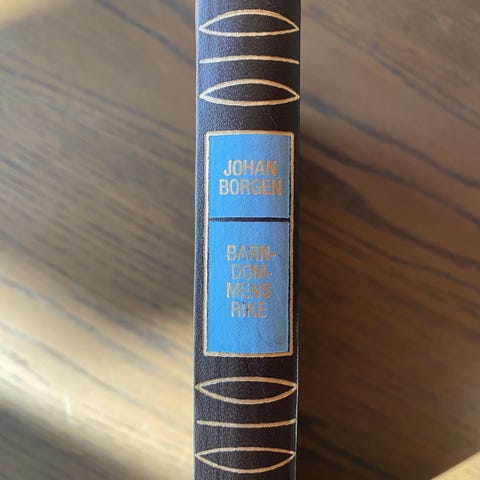 JOHAN
BORGEN
BARN-
DOM-
MENS
RIKE